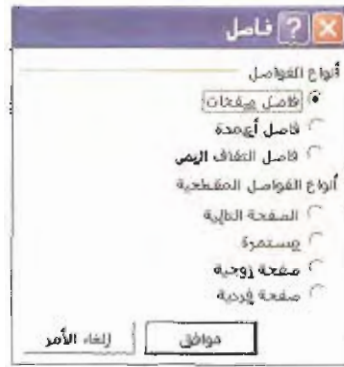 فاصل
أنواع الفواصل
فاصل صفحات
فاصل أعمدة
فاصل التفاف النص
أنواع الفواصل المقطعية
الصفحة التالية
مستمرة
صفحة زوجية
صفحة فردية
موافق
إلغاء الأمر